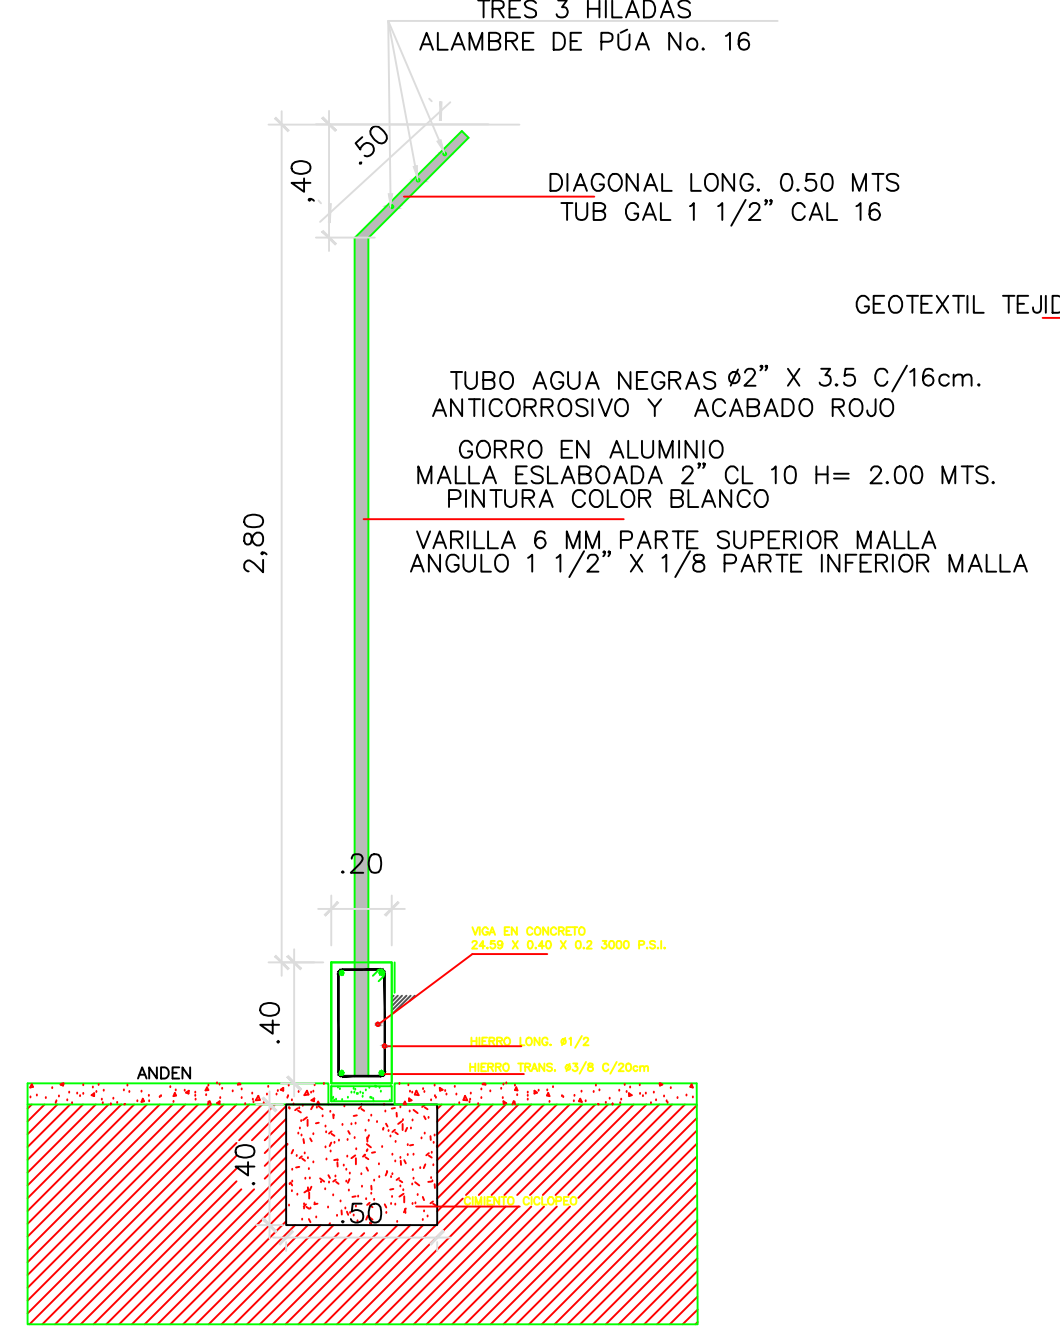 TRES 3 HILADAS
ALAMBRE DE PÚA No. 16
.50
,40
DIAGONAL LONG. 0.50 MTS
TUB GAL 1 1/2” CAL 16
GEOTEXTIL
TUBO AGUA NEGRAS ø2” X 3.5 C/16cm.
ANTICORROSIVO Y ACABADO ROJO
GORRO EN ALUMINIO
MALLA ESLABOADA 2” CL 10 H= 2.00 MTS.
PINTURA COLOR BLANCO
2,80
VARILLA 6 MM PARTE SUPERIOR MALLA
ANGULO 1 1/2” X 1/8 PARTE INFERIOR MALLA
.20
VIGA EN CONCRETO
24.59 X 0.40 X 0.2 3000 P.S.I.
.40
HIERRO LONG. ø1/2
HIERRO TRANS. ø3/8 C/20cm
ANDEN
.40
CIMIENTO CICLOPEO
.50